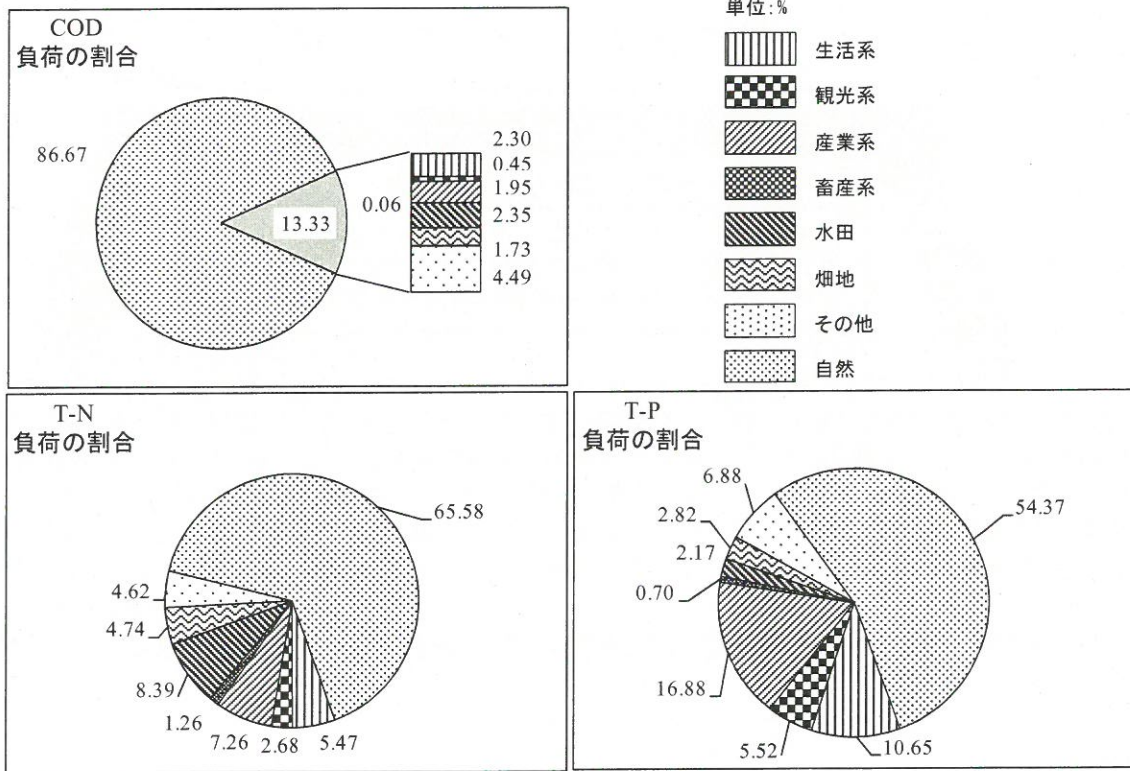 COD
負荷の割合
86.67
13.33
0.06
2.30
0.45
1.95
2.35
1.73
4.49
単位:%
生活系
観光系
産業系
畜産系
水田
畑地
その他
自然
T-N
負荷の割合
65.58
4.62
4.74
8.39
1.26
7.26
2.68
5.47
T-P
負荷の割合
6.88
54.37
2.82
2.17
0.70
16.88
5.52
10.65